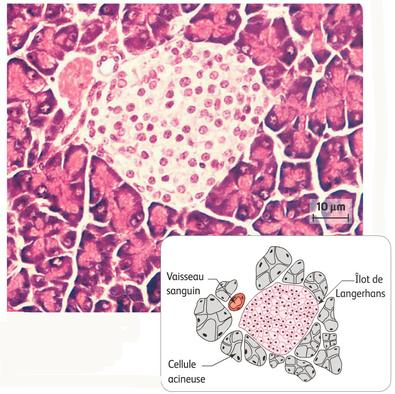 10 µm
Vaisseau
sanguin
Îlot de
Langerhans
Cellule
acineuse